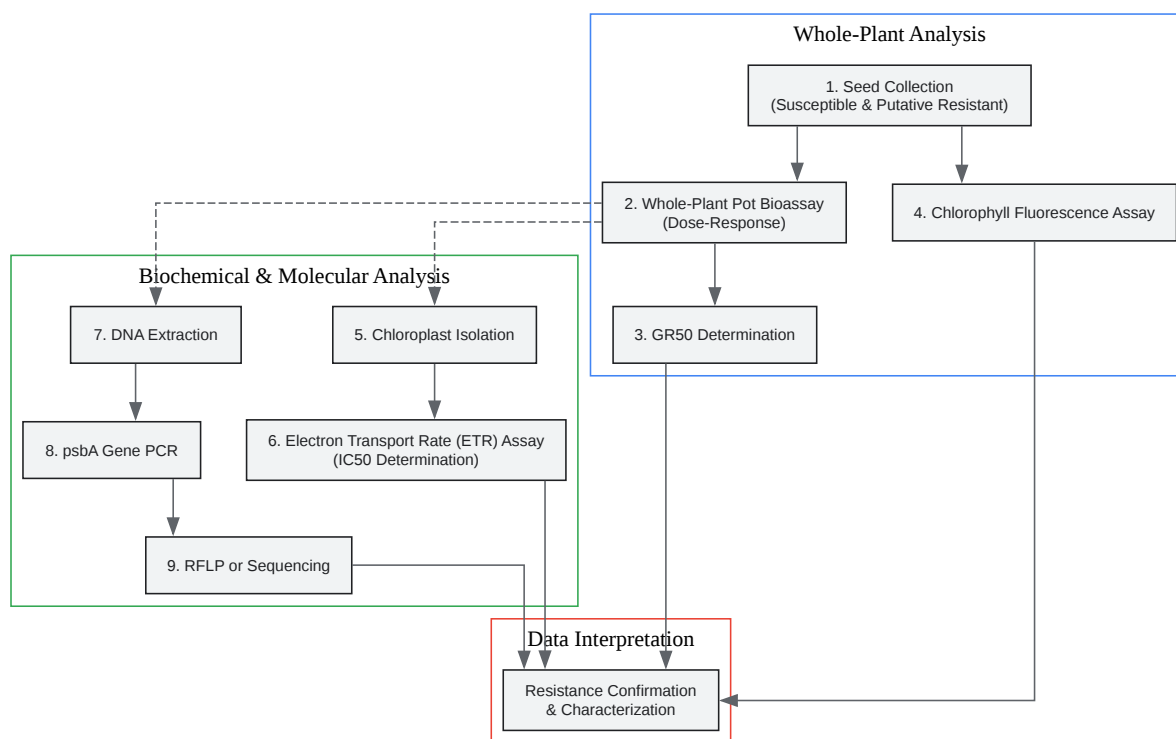 Whole-Plant Analysis
1. Seed Collection
(Susceptible & Putative Resistant)
2. Whole-Plant Pot Bioassay
(Dose-Response)
4. Chlorophyll Fluorescence Assay
Biochemical & Molecular Analysis
7. DNA Extraction
5. Chloroplast Isolation
3. GR50 Determination
8. psbA Gene PCR
6. Electron Transport Rate (ETR) Assay
(IC50 Determination)
9. RFLP or Sequencing
Data Interpretation
Resistance Confirmation
& Characterization